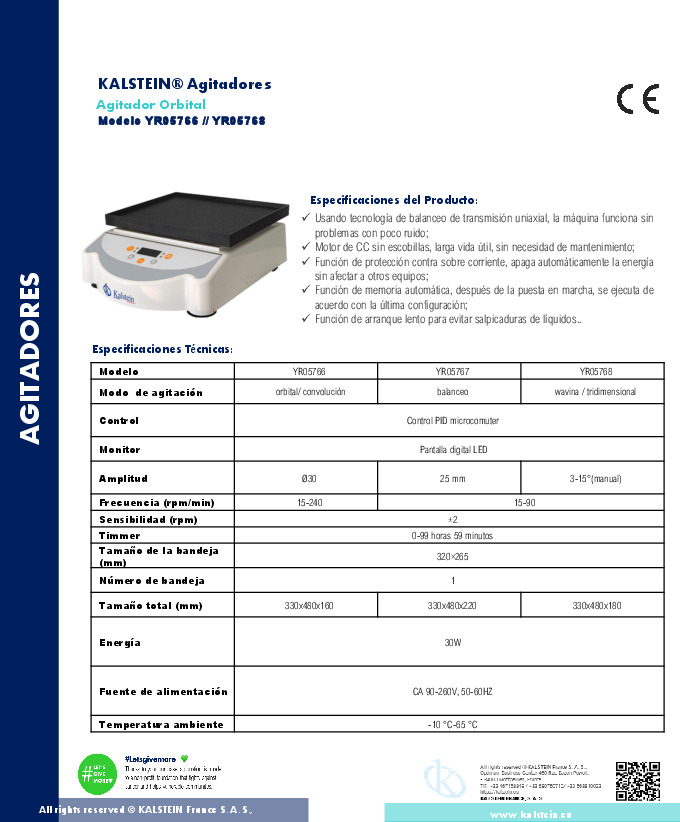 KALSTEIN® Agitadores
Agitador Orbital
Modelo YR05766 // YR05768
CE
AGITADORES
Kalstein
Especificaciones del Producto:
✓ Usando tecnología de balanceo de transmisión uniaxial, la máquina funciona sin
problemas con poco ruido;
✓ Motor de CC sin escobillas, larga vida útil, sin necesidad de mantenimiento;
✓ Función de protección contra sobre corriente, apaga automáticamente la energía
sin afectar a otros equipos;
✓ Función de memoria automática, después de la puesta en marcha, se ejecuta de
acuerdo con la última configuración;
✓ Función de arranque lento para evitar salpicaduras de líquidos..
Especificaciones Técnicas:
Modelo YR05766 YR05767 YR05768
Modo de agitación orbital/ convolución balanceo wavina / tridimensional
Control Control PID microcomuter
Monitor Pantalla digital LED
Amplitud Ø30 25 mm 3-15°(manual)
Frecuencia (rpm/min) 15-240 15-90
Sensibilidad (rpm) ±2
Timmer 0-99 horas 59 minutos
Tamaño de la bandeja
(mm) 320×265
Número de bandeja 1
Tamaño total (mm) 330x480x160 330x480x220 330x480x180
Energía 30W
Fuente de alimentación CA 90-260V, 50-60HZ
Temperatura ambiente -10 °C-65 °C
#Letsgivemore
# LET'S
GIVE
MORE
All rights reserved ® KALSTEIN France S. A. S.,
KALSTEIN FRANCE, S. A. S
All rights reserved © KALSTEIN France S. A. S.,
www.kalstein.eu